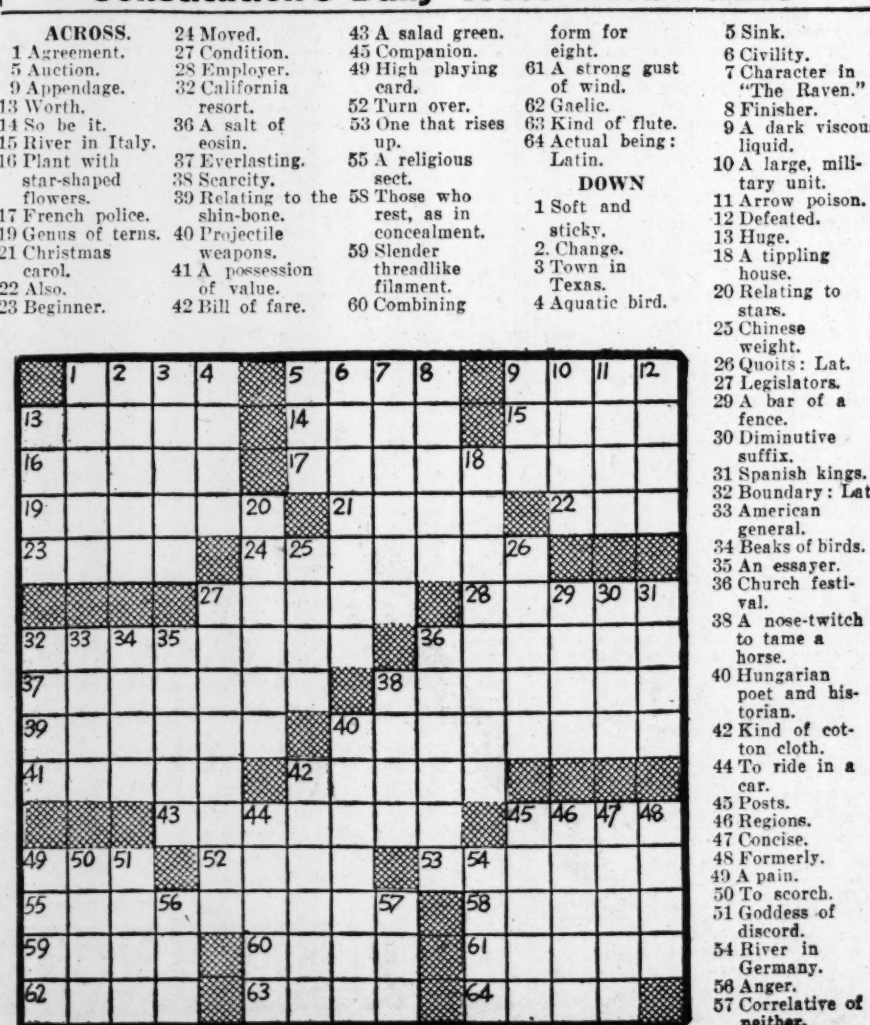 ACROSS.
1 Agreement.
5 Auction.
9 Appendage.
13 Worth.
14 So be it.
15 River in Italy.
16 Plant with
star-shaped
flowers.
17 French police.
19 Genus of terns.
21 Christmas
carol.
22 Also.
23 Beginner.
24 Moved.
27 Condition.
28 Employer.
32 California
resort.
36 A salt of
eosin.
37 Everlasting.
38 Scarcity.
39 Relating to the
shin-bone.
40 Projectile
weapons.
41 A possession
of value.
42 Bill of fare.
43 A salad green.
45 Companion.
49 High playing
card.
52 Turn over.
53 One that rises
up.
55 A religious
sect.
58 Those who
rest, as in
concealment.
59 Slender
threadlike
filament.
60 Combining
form for
eight.
61 A strong gust
of wind.
62 Gaelic.
63 Kind of flute.
64 Actual being:
Latin.
DOWN
1 Soft and
sticky.
2. Change.
3 Town in
Texas.
4 Aquatic bird.
5 Sink.
6 Civility.
7 Character in
"The Raven."
8 Finisher.
9 A dark viscou
liquid.
10 A large, mili-
tary unit.
11 Arrow poison.
12 Defeated.
13 Huge.
18 A tippling
house.
20 Relating to
stars.
25 Chinese
weight.
26 Quoits: Lat.
27 Legislators.
29 A bar of a
fence.
30 Diminutive
suffix.
31 Spanish kings.
32 Boundary: Lat
33 American
general.
34 Beaks of birds.
35 An essayer.
36 Church festi-
val.
38 A nose-twitch
to tame a
horse.
40 Hungarian
poet and his-
torian.
42 Kind of cot-
ton cloth.
44 To ride in a
car.
45 Posts.
46 Regions.
47 Concise.
48 Formerly.
49 A pain.
50 To scorch.
51 Goddess of
discord.
54 River in
Germany.
56 Anger.
57 Correlative of
neither.
1 2 3 4 5 6 7 8 9 10 11 12
13 14 15
16 17 18
19 20 21 22
23 24 25 26
27 28 29 30 31
32 33 34 35 36
37 38
39 40
41 42
43 44 45 46 47 48
49 50 51 52 53 54
55 56 57 58
59 60 61
62 63 64